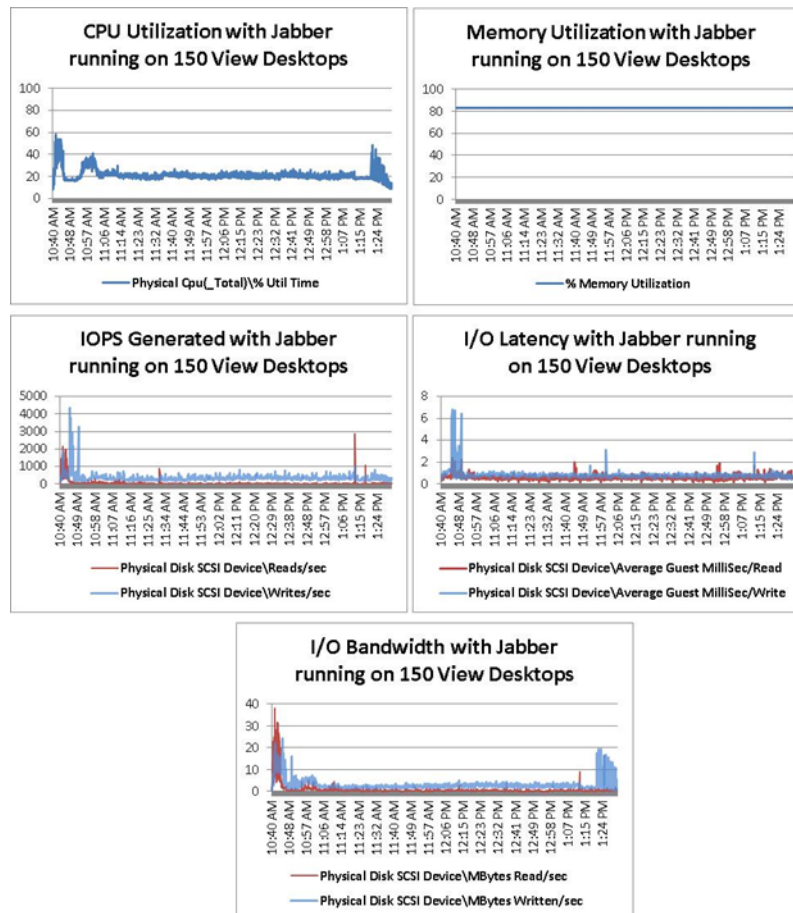 CPU Utilization with Jabber
running on 150 View Desktops
100
80
60
40
20
0
10:40 AM
10:48 AM
10:57 AM
11:06 AM
11:14 AM
11:23 AM
11:32 AM
11:40 AM
11:49 AM
11:57 AM
12:06 PM
12:15 PM
12:23 PM
12:32 PM
12:41 PM
12:49 PM
12:58 PM
1:07 PM
1:15 PM
1:24 PM
Physical Cpu(_Total)\% Util Time
Memory Utilization with Jabber
running on 150 View Desktops
100
80
60
40
20
0
10:40 AM
10:48 AM
10:57 AM
11:06 AM
11:14 AM
11:23 AM
11:32 AM
11:40 AM
11:49 AM
11:57 AM
12:06 PM
12:15 PM
12:23 PM
12:32 PM
12:41 PM
12:49 PM
12:58 PM
1:07 PM
1:15 PM
1:24 PM
% Memory Utilization
IOPS Generated with Jabber
running on 150 View Desktops
5000
4000
3000
2000
1000
0
10:40 AM
10:49 AM
10:58 AM
11:07 AM
11:16 AM
11:25 AM
11:34 AM
11:44 AM
11:53 AM
12:02 PM
12:11 PM
12:20 PM
12:29 PM
12:38 PM
12:48 PM
12:57 PM
1:06 PM
1:15 PM
1:24 PM
Physical Disk SCSI Device\Reads/sec
Physical Disk SCSI Device\Writes/sec
I/O Latency with Jabber running
on 150 View Desktops
8
6
4
2
0
10:40 AM
10:48 AM
10:57 AM
11:06 AM
11:14 AM
11:23 AM
11:32 AM
11:40 AM
11:49 AM
11:57 AM
12:06 PM
12:15 PM
12:23 PM
12:32 PM
12:41 PM
12:49 PM
12:58 PM
1:07 PM
1:15 PM
1:24 PM
Physical Disk SCSI Device\Average Guest MilliSec/Read
Physical Disk SCSI Device\Average Guest MilliSec/Write
I/O Bandwidth with Jabber
running on 150 View Desktops
40
30
20
10
0
10:40 AM
10:48 AM
10:57 AM
11:06 AM
11:14 AM
11:23 AM
11:32 AM
11:40 AM
11:49 AM
11:57 AM
12:06 PM
12:15 PM
12:23 PM
12:32 PM
12:41 PM
12:49 PM
12:58 PM
1:07 PM
1:15 PM
1:24 PM
Physical Disk SCSI Device\MBytes Read/sec
Physical Disk SCSI Device\MBytes Written/sec